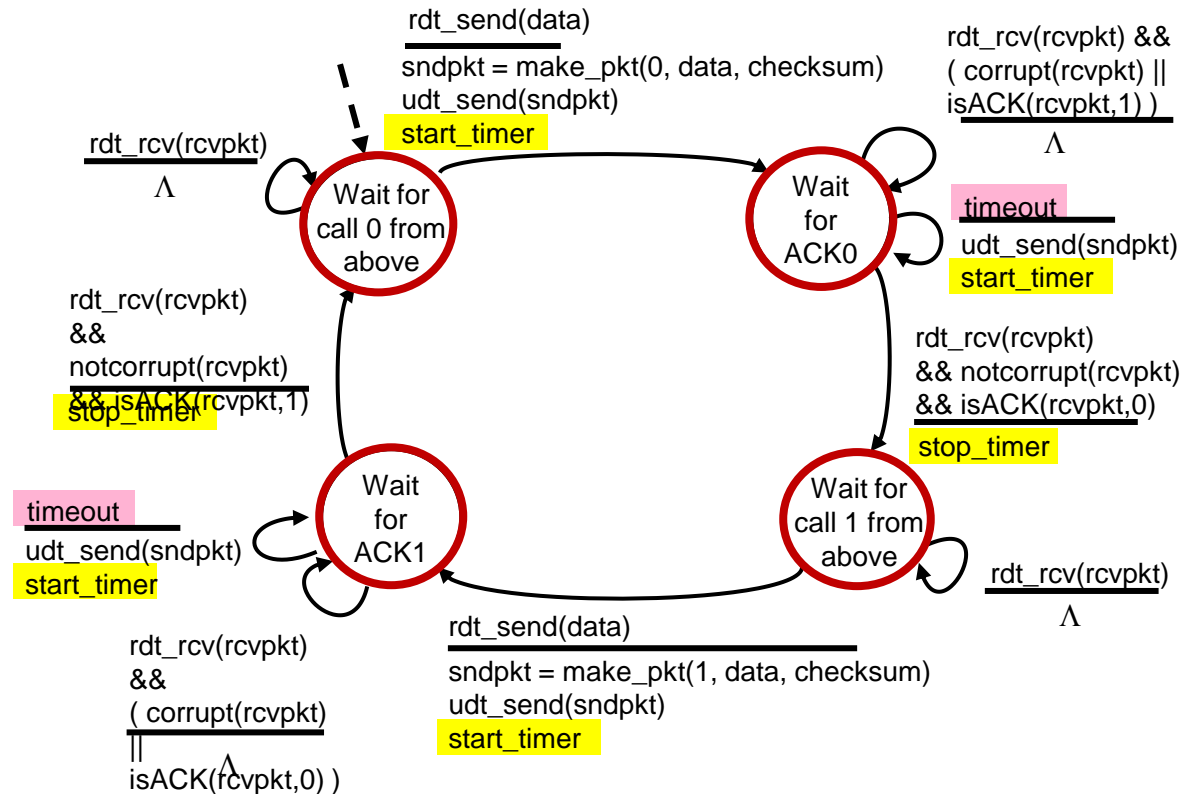 rdt_send(data)
sndpkt = make_pkt(0, data, checksum)
udt_send(sndpkt)
start_timer
rdt_rcv(rcvpkt) &&
( corrupt(rcvpkt) ||
isACK(rcvpkt,1) )
Λ
rdt_rcv(rcvpkt)
Λ
Wait for
call 0 from
above
Wait
for
ACK0
timeout
udt_send(sndpkt)
start_timer
rdt_rcv(rcvpkt)
&&
notcorrupt(rcvpkt)
&& isACK(rcvpkt,1)
stop_timer
rdt_rcv(rcvpkt)
&& notcorrupt(rcvpkt)
&& isACK(rcvpkt,0)
stop_timer
Wait
for
ACK1
Wait for
call 1 from
above
timeout
udt_send(sndpkt)
start_timer
rdt_rcv(rcvpkt)
Λ
rdt_rcv(rcvpkt)
&&
( corrupt(rcvpkt)
||
isACK(rcvpkt,0) )
Λ
rdt_send(data)
sndpkt = make_pkt(1, data, checksum)
udt_send(sndpkt)
start_timer